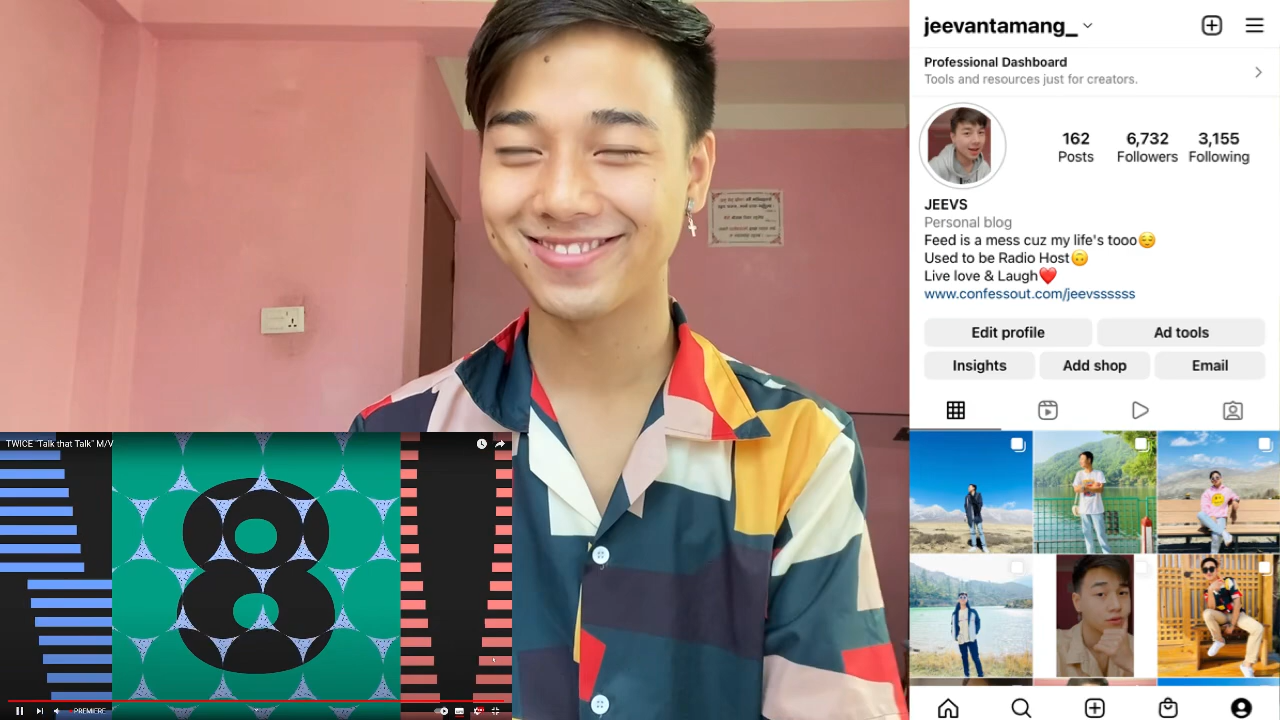 jeevantamang_
Professional Dashboard
Tools and resources just for creators.
162
Posts
6,732
Followers
3,155
Following
JEEVS
Personal blog
Feed is a mess cuz my life's tooo😌
Used to be Radio Host🙃
Live love & Laugh❤️
www.confessout.com/jeevssssss
Edit profile
Ad tools
Insights
Add shop
Email
TWICE "Talk that Talk" M/V
8
PREMIERE